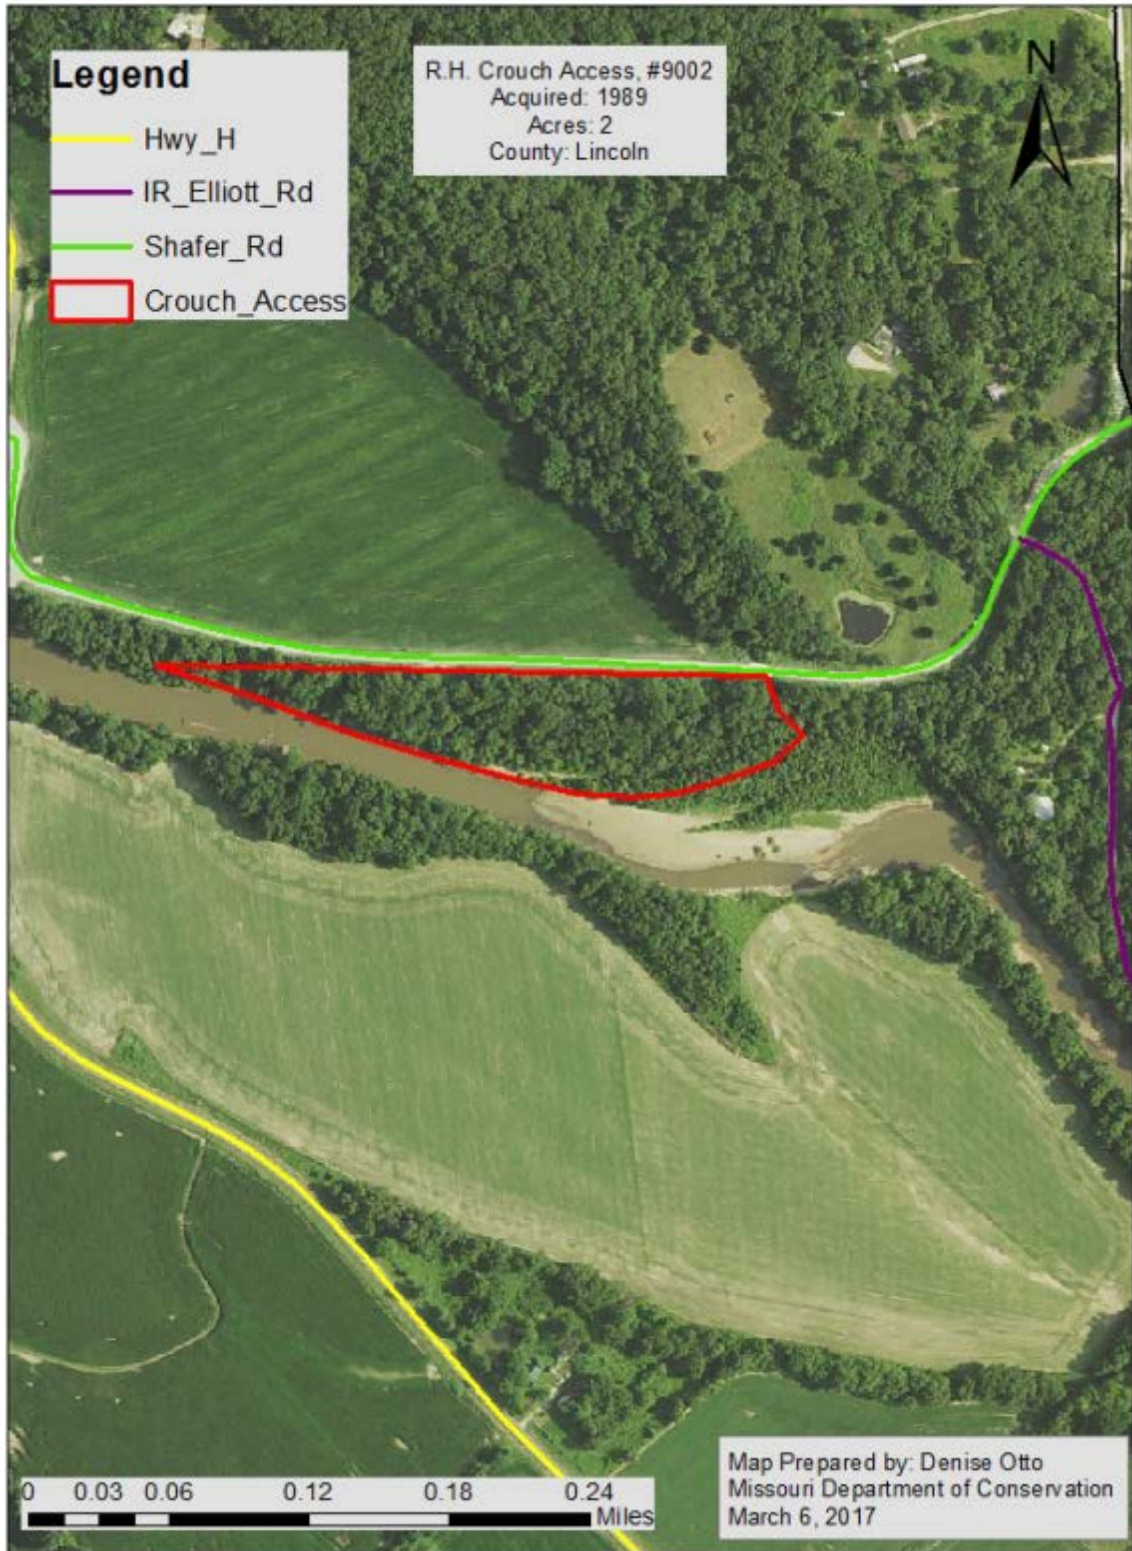 Legend
Hwy_H
IR_Elliott_Rd
Shafer_Rd
Crouch_Access
R.H. Crouch Access, #9002
Acquired: 1989
Acres: 2
County: Lincoln
N
0 0.03 0.06 0.12 0.18 0.24
Miles
Map Prepared by: Denise Otto
Missouri Department of Conservation
March 6, 2017